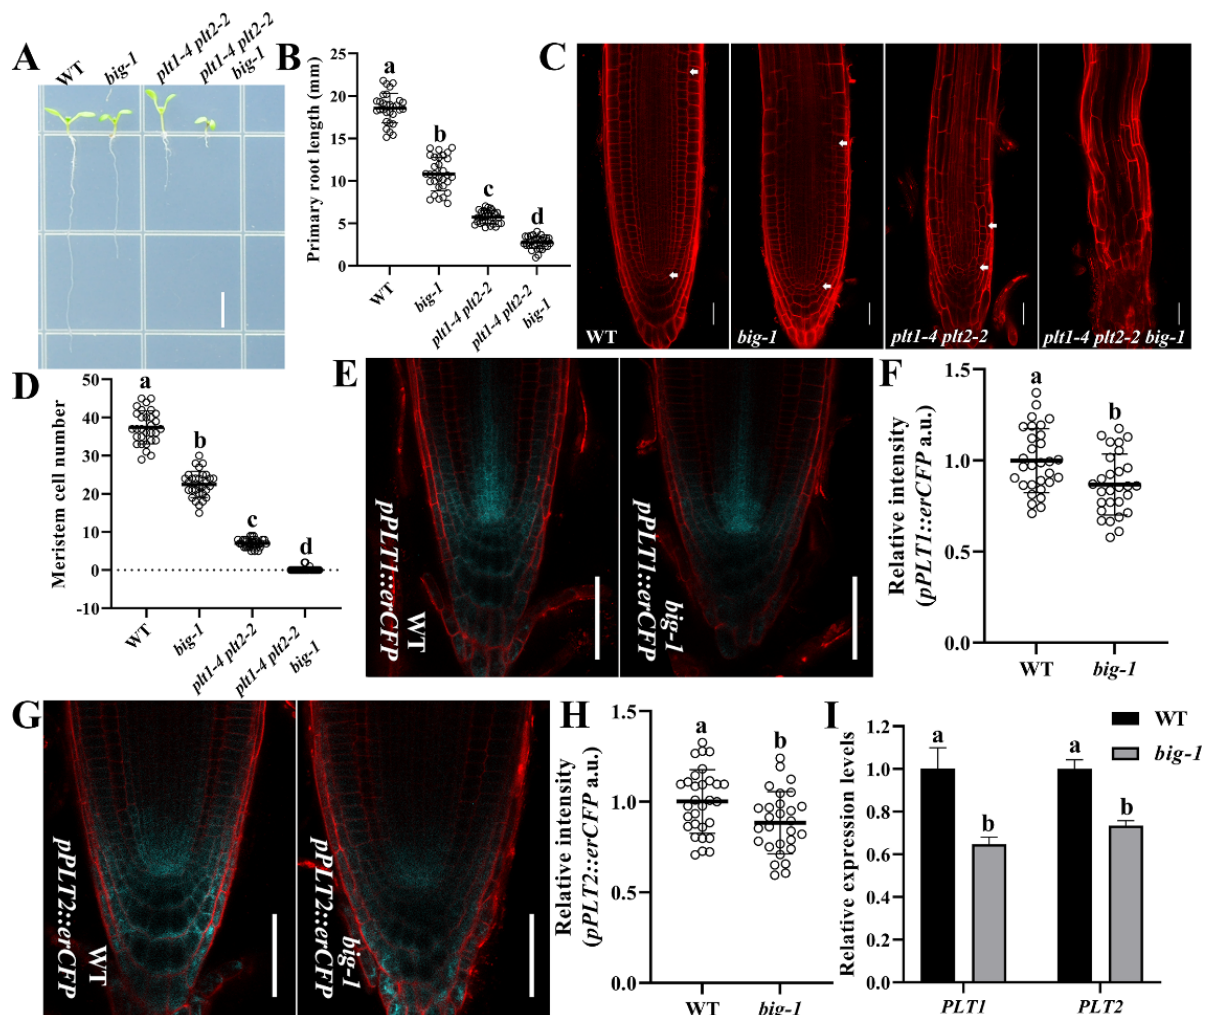 A
WT
big-1
plt1-4 plt2-2
plt1-4 plt2-2
big-1
B
Primary root length (mm)
25
20
15
10
5
0
a
b
c
d
WT
big-1
plt1-4 plt2-2
plt1-4 plt2-2
big-1
C
WT
big-1
plt1-4 plt2-2
plt1-4 plt2-2 big-1
D
Meristem cell number
50
40
30
20
10
0
-10
a
b
c
d
WT
big-1
plt1-4 plt2-2
plt1-4 plt2-2
big-1
E
WT
pPLT1::erCFP
big-1
pPLT1::erCFP
F
Relative intensity
(pPLT1::erCFP a.u.)
1.5
1.0
0.5
0.0
a
b
WT
big-1
G
WT
pPLT2::erCFP
big-1
pPLT2::erCFP
H
Relative intensity
(pPLT2::erCFP a.u.)
1.5
1.0
0.5
0.0
a
b
WT
big-1
I
WT
big-1
Relative expression levels
1.2
1.0
0.8
0.6
0.4
0.2
0.0
a
b
a
b
PLT1
PLT2